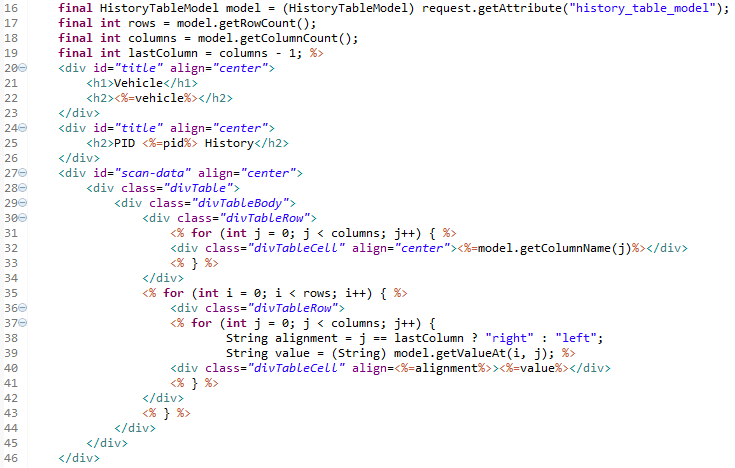 16 final HistoryTableModel model = (HistoryTableModel) request.getAttribute("history_table_model");
17 final int rows = model.getRowCount();
18 final int columns = model.getColumnCount();
19 final int lastColumn = columns - 1; %>
20 <div id="title" align="center">
21 <h1>Vehicle</h1>
22 <h2><%=vehicle%></h2>
23 </div>
24 <div id="title" align="center">
25 <h2>PID <%=pid%> History</h2>
26 </div>
27 <div id="scan-data" align="center">
28 <div class="divTable">
29 <div class="divTableBody">
30 <div class="divTableRow">
31 <% for (int j = 0; j < columns; j++) { %>
32 <div class="divTableCell" align="center"><%=model.getColumnName(j)%></div>
33 <% } %>
34 </div>
35 <% for (int i = 0; i < rows; i++) { %>
36 <div class="divTableRow">
37 <% for (int j = 0; j < columns; j++) {
38 String alignment = j == lastColumn ? "right" : "left";
39 String value = (String) model.getValueAt(i, j); %>
40 <div class="divTableCell" align=<%=alignment%>><%=value%></div>
41 <% } %>
42 </div>
43 <% } %>
44 </div>
45 </div>
46 </div>